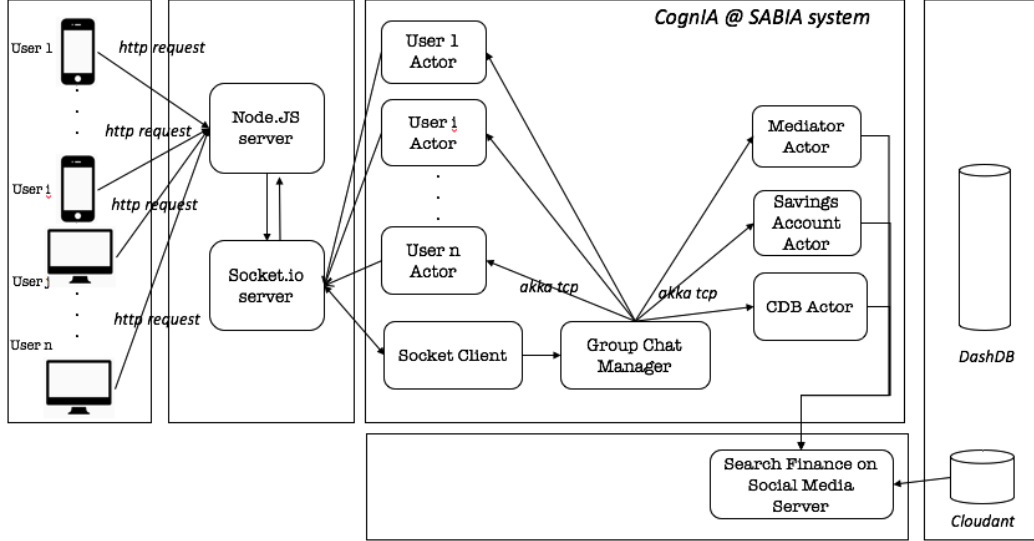 CognIA @ SABIA system
User 1
http request
User 1
Actor
Node.JS
server
http request
User i
Actor
Mediator
Actor
User i
http request
Savings
Account
Actor
User n
Actor
Socket.io
server
akka tcp
akka tcp
User j
CDB Actor
http request
User n
Socket Client
Group Chat
Manager
DashDB
Search Finance on
Social Media
Server
Cloudant